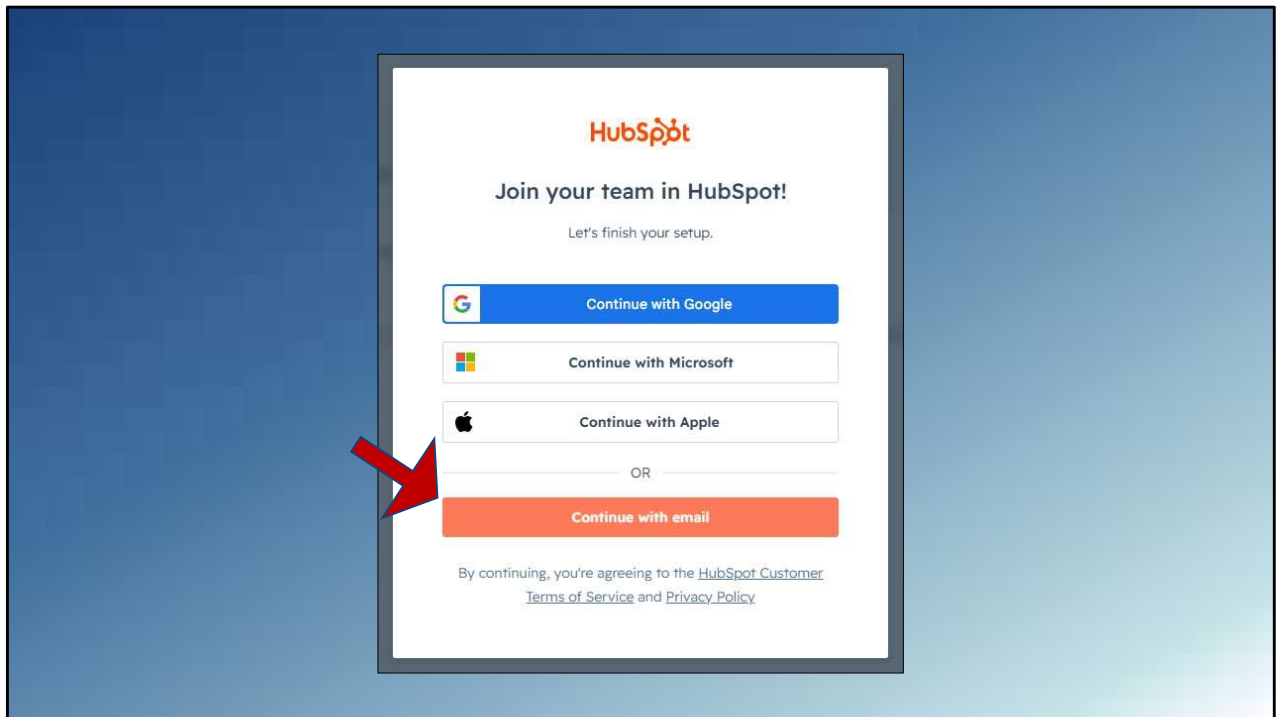 HubSpot
Join your team in HubSpot!
Let's finish your setup.
Continue with Google
Continue with Microsoft
Continue with Apple
OR
Continue with email
By continuing, you're agreeing to the HubSpot Customer
Terms of Service and Privacy Policy